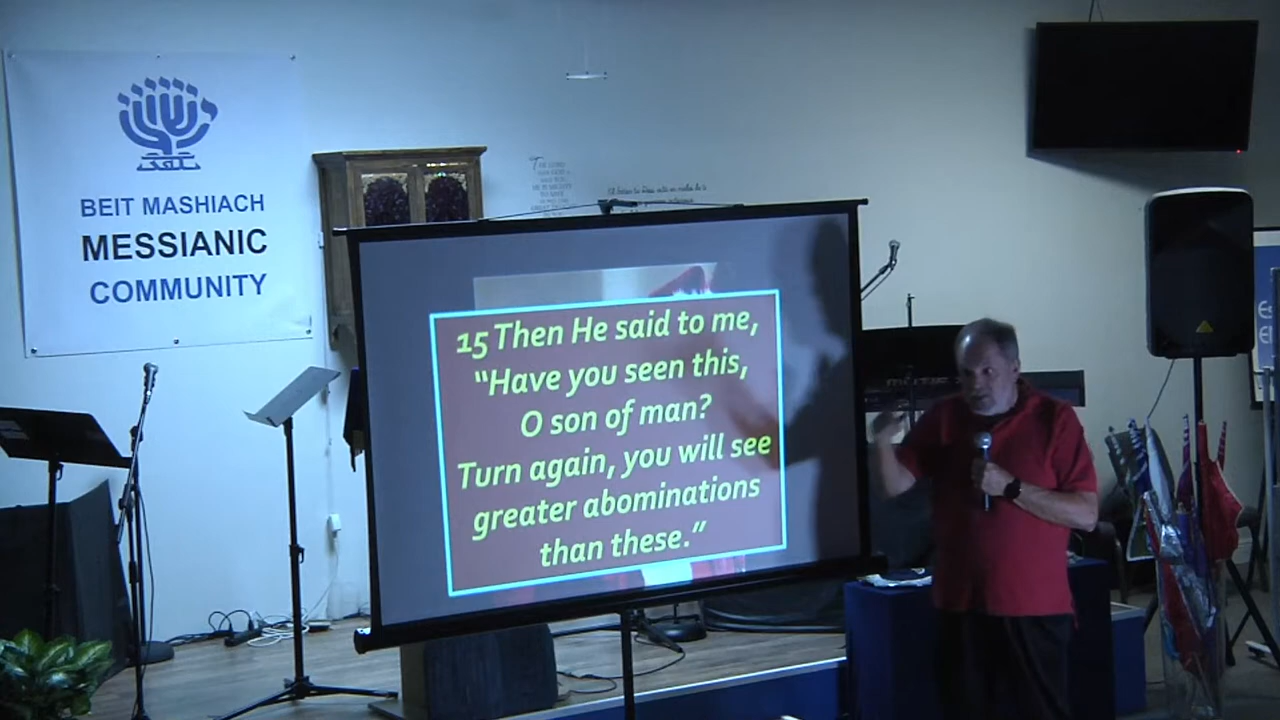 BEIT MASHIACH
MESSIANIC
COMMUNITY
15 Then He said to me,
“Have you seen this,
O son of man?
Turn again, you will see
greater abominations
than these.”